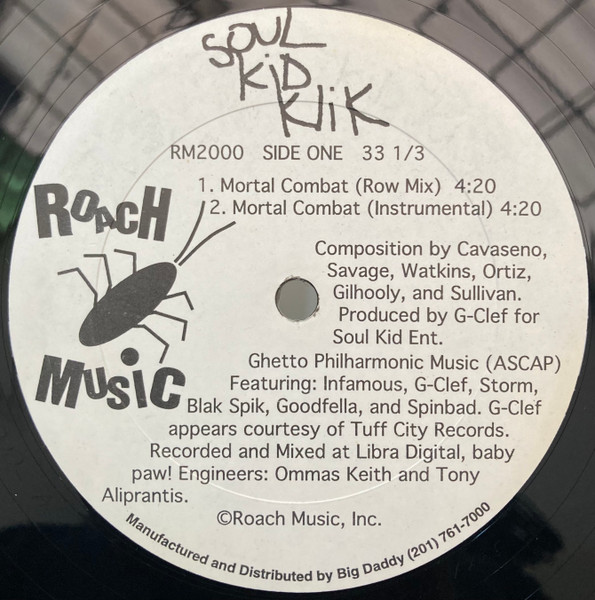 SOUL
KiD
KliK
RM2000 SIDE ONE 33 1/3
ROACH
1. Mortal Combat (Row Mix) 4:20
2. Mortal Combat (Instrumental) 4:20
Composition by Cavaseno,
Savage, Watkins, Ortiz,
Gilhooly, and Sullivan.
Produced by G-Clef for
Soul Kid Ent.
MUSiC
Ghetto Philharmonic Music (ASCAP)
Featuring: Infamous, G-Clef, Storm,
Blak Spik, Goodfella, and Spinbad. G-Clef
appears courtesy of Tuff City Records.
Recorded and Mixed at Libra Digital, baby
paw! Engineers: Ommas Keith and Tony
Aliprantis.
©Roach Music, Inc.
Manufactured and Distributed by Big Daddy (201) 761-7000